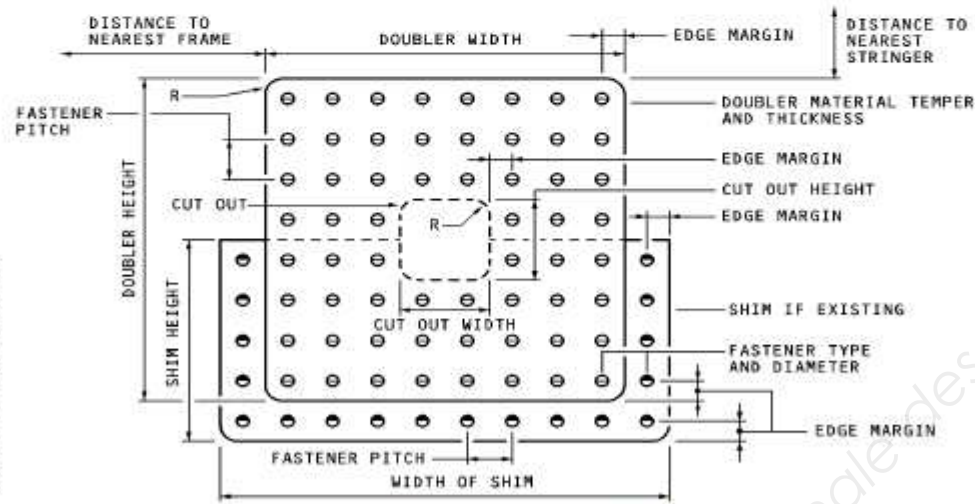 DISTANCE TO
NEAREST FRAME
DOUBLER WIDTH
EDGE MARGIN
DISTANCE TO
NEAREST
STRINGER
R
FASTENER
PITCH
DOUBLER MATERIAL TEMPER
AND THICKNESS
EDGE MARGIN
CUT OUT
CUT OUT HEIGHT
R
EDGE MARGIN
DOUBLER HEIGHT
SHIM HEIGHT
CUT OUT WIDTH
SHIM IF EXISTING
FASTENER TYPE
AND DIAMETER
EDGE MARGIN
FASTENER PITCH
WIDTH OF SHIM